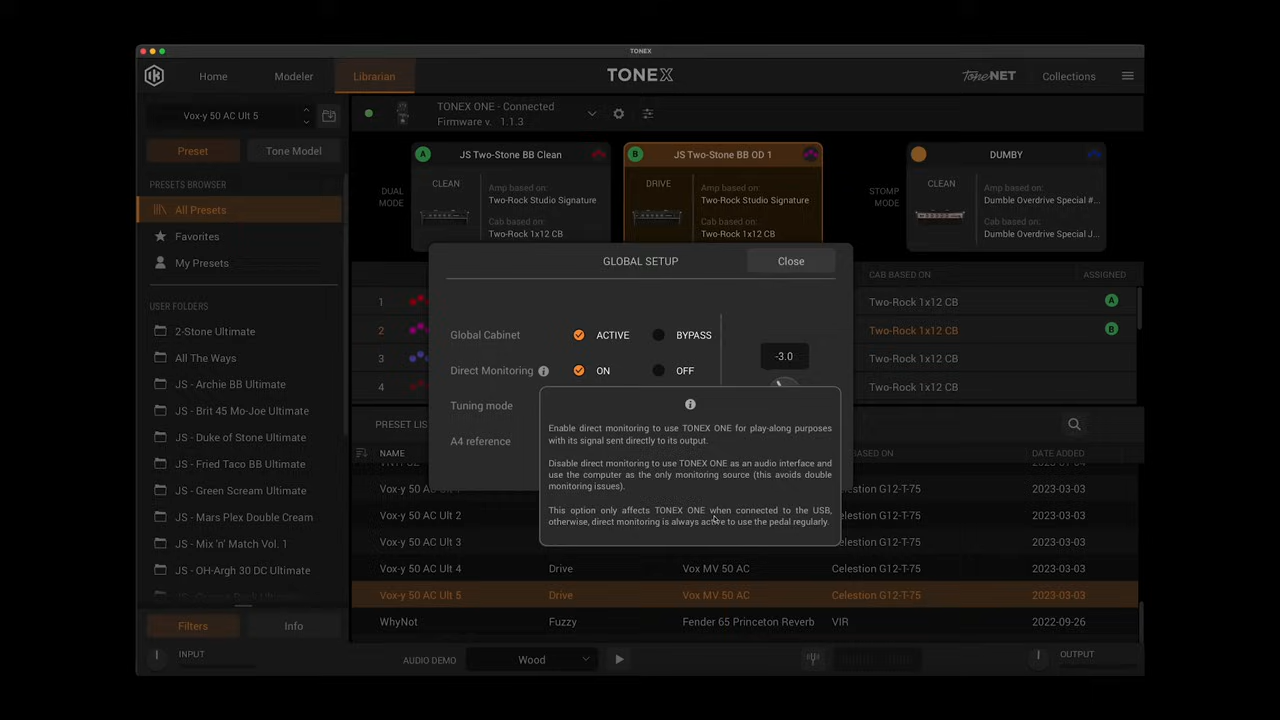 TONEX
Home
Modeler
Librarian
TONEX
ToneNET
Collections
Vox-y 50 AC Ult 5
TONEX ONE - Connected
Firmware v. 1.1.3
Preset
Tone Model
PRESETS BROWSER
All Presets
Favorites
My Presets
USER FOLDERS
2-Stone Ultimate
All The Ways
JS - Archie BB Ultimate
JS - Brit 45 Mo-Joe Ultimate
JS - Duke of Stone Ultimate
JS - Fried Taco BB Ultimate
JS - Green Scream Ultimate
JS - Mars Plex Double Cream
JS - Mix 'n' Match Vol. 1
JS - OH-Argh 30 DC Ultimate
Filters
Info
DUAL
MODE
A
JS Two-Stone BB Clean
CLEAN
Amp based on:
Two-Rock Studio Signature
Cab based on:
Two-Rock 1x12 CB
B
JS Two-Stone BB OD 1
DRIVE
Amp based on:
Two-Rock Studio Signature
Cab based on:
Two-Rock 1x12 CB
STOMP
MODE
DUMBY
CLEAN
Amp based on:
Dumble Overdrive Special #...
Cab based on:
Dumble Overdrive Special J...
CAB BASED ON
ASSIGNED
1
Two-Rock 1x12 CB
A
2
Two-Rock 1x12 CB
B
3
Two-Rock 1x12 CB
4
Two-Rock 1x12 CB
GLOBAL SETUP
Close
Global Cabinet
ACTIVE
BYPASS
-3.0
Direct Monitoring
ON
OFF
Tuning mode
A4 reference
Enable direct monitoring to use TONEX ONE for play-along purposes
with its signal sent directly to its output.
Disable direct monitoring to use TONEX ONE as an audio interface and
use the computer as the only monitoring source (this avoids double
monitoring issues).
This option only affects TONEX ONE when connected to the USB,
otherwise, direct monitoring is always active to use the pedal regularly.
PRESET LIS
NAME
BASED ON
DATE ADDED
Celestion G12-T-75
2023-03-03
Vox-y 50 AC Ult 2
Celestion G12-T-75
2023-03-03
Vox-y 50 AC Ult 3
Celestion G12-T-75
2023-03-03
Vox-y 50 AC Ult 4
Drive
Vox MV 50 AC
Celestion G12-T-75
2023-03-03
Vox-y 50 AC Ult 5
Drive
Vox MV 50 AC
Celestion G12-T-75
2023-03-03
WhyNot
Fuzzy
Fender 65 Princeton Reverb
VIR
2022-09-26
INPUT
AUDIO DEMO
Wood
OUTPUT